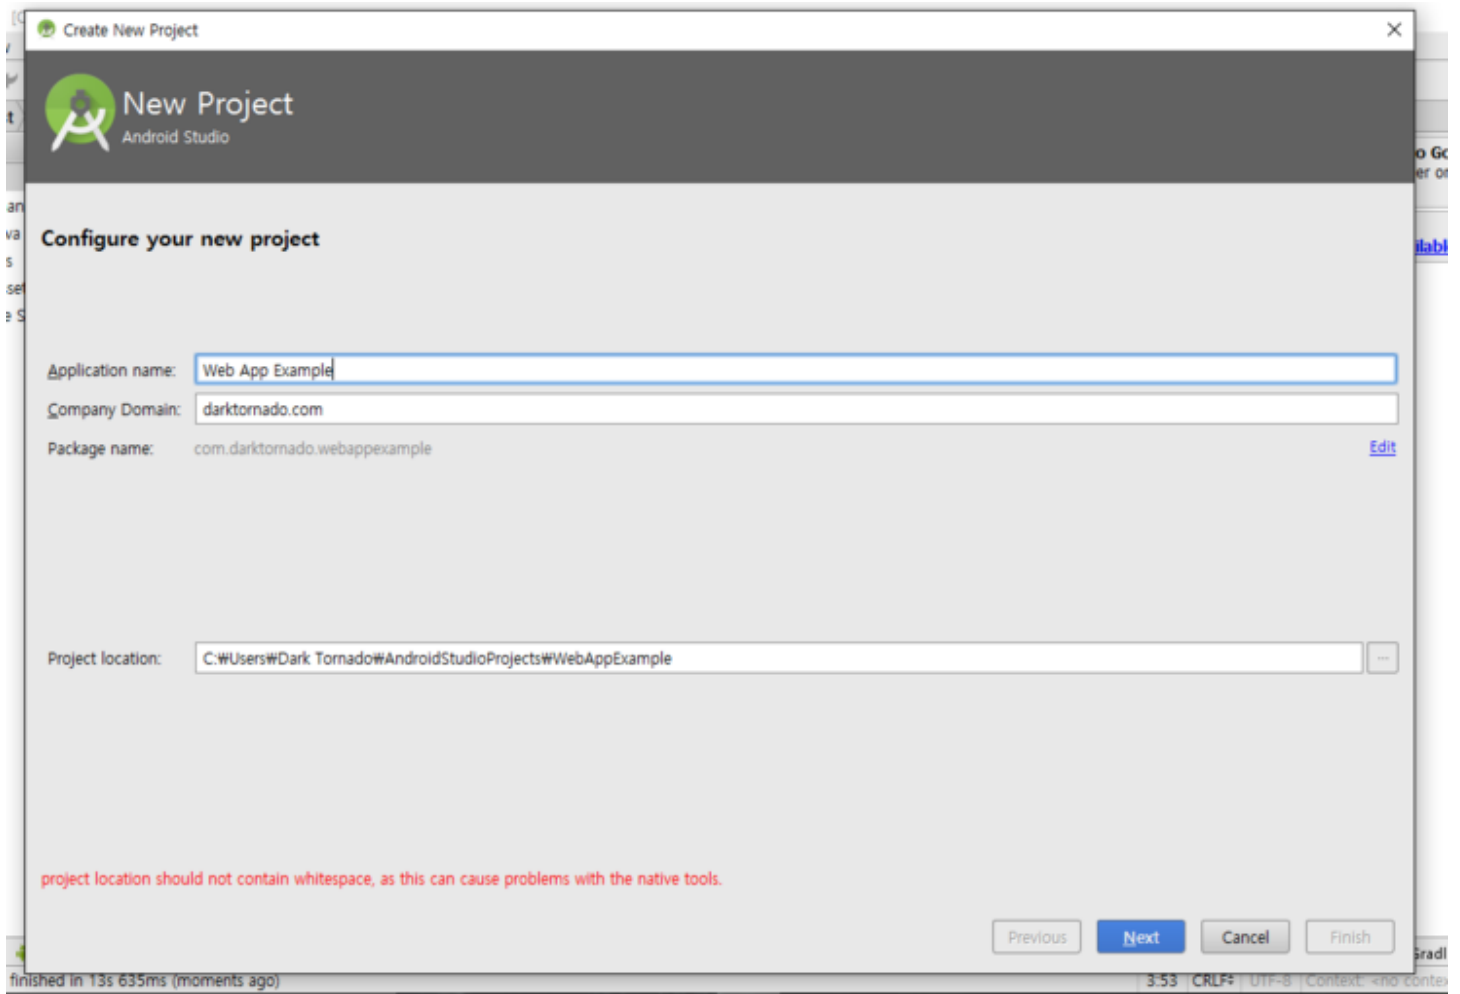 Create New Project
New Project
Android Studio
Configure your new project
Application name: Web App Example
Company Domain: darktornado.com
Package name: com.darktornado.webappexample Edit
Project location: C:₩Users₩Dark Tornado₩AndroidStudioProjects₩WebAppExample ...
project location should not contain whitespace, as this can cause problems with the native tools.
Previous Next Cancel Finish
finished in 13s 635ms (moments ago) 3:53 CRLF÷ UTF-8 Context: <no